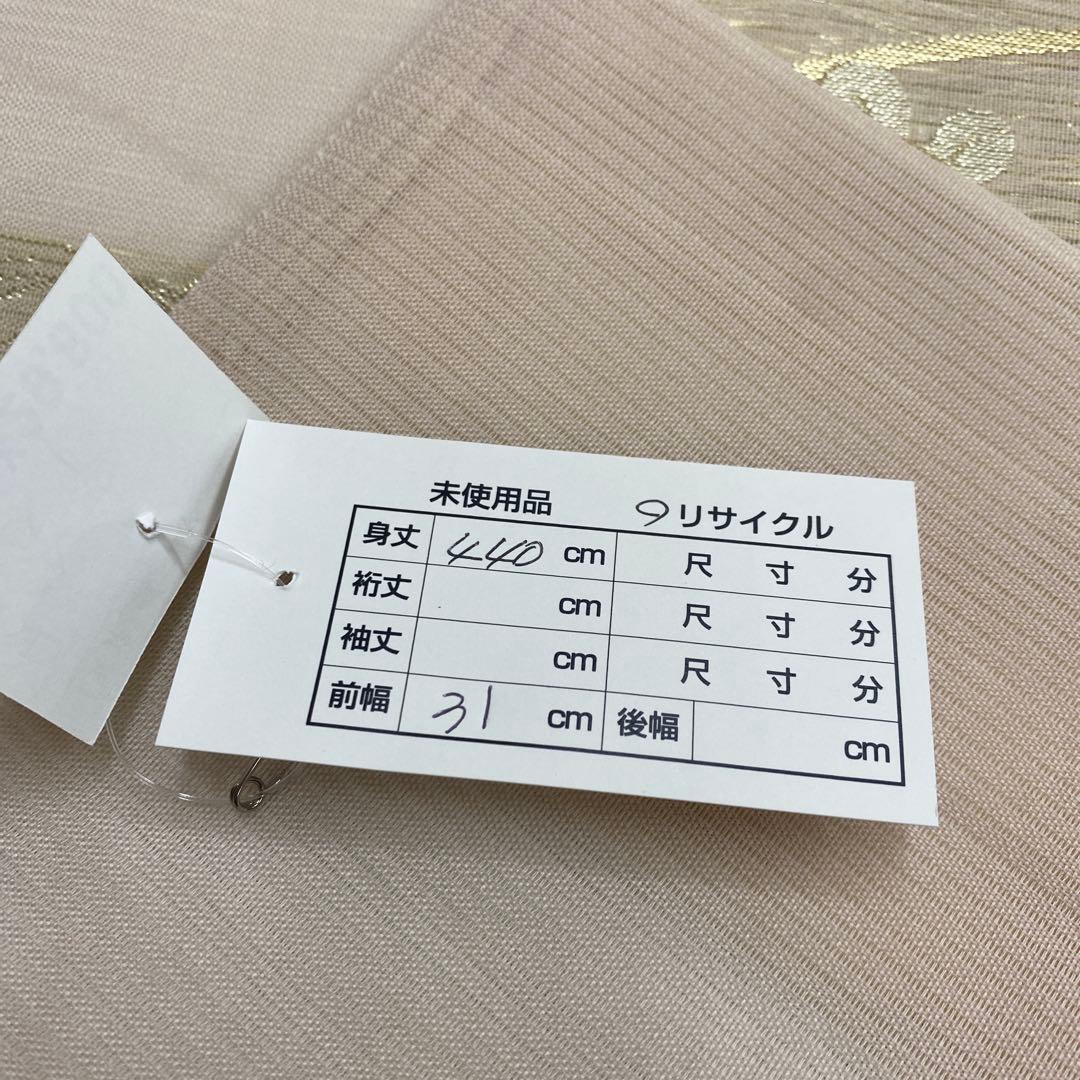 未使用品 リサイクル
身丈 440 cm 尺 寸 分
裄丈 cm 尺 寸 分
袖丈 cm 尺 寸 分
前幅 31 cm 後幅 cm